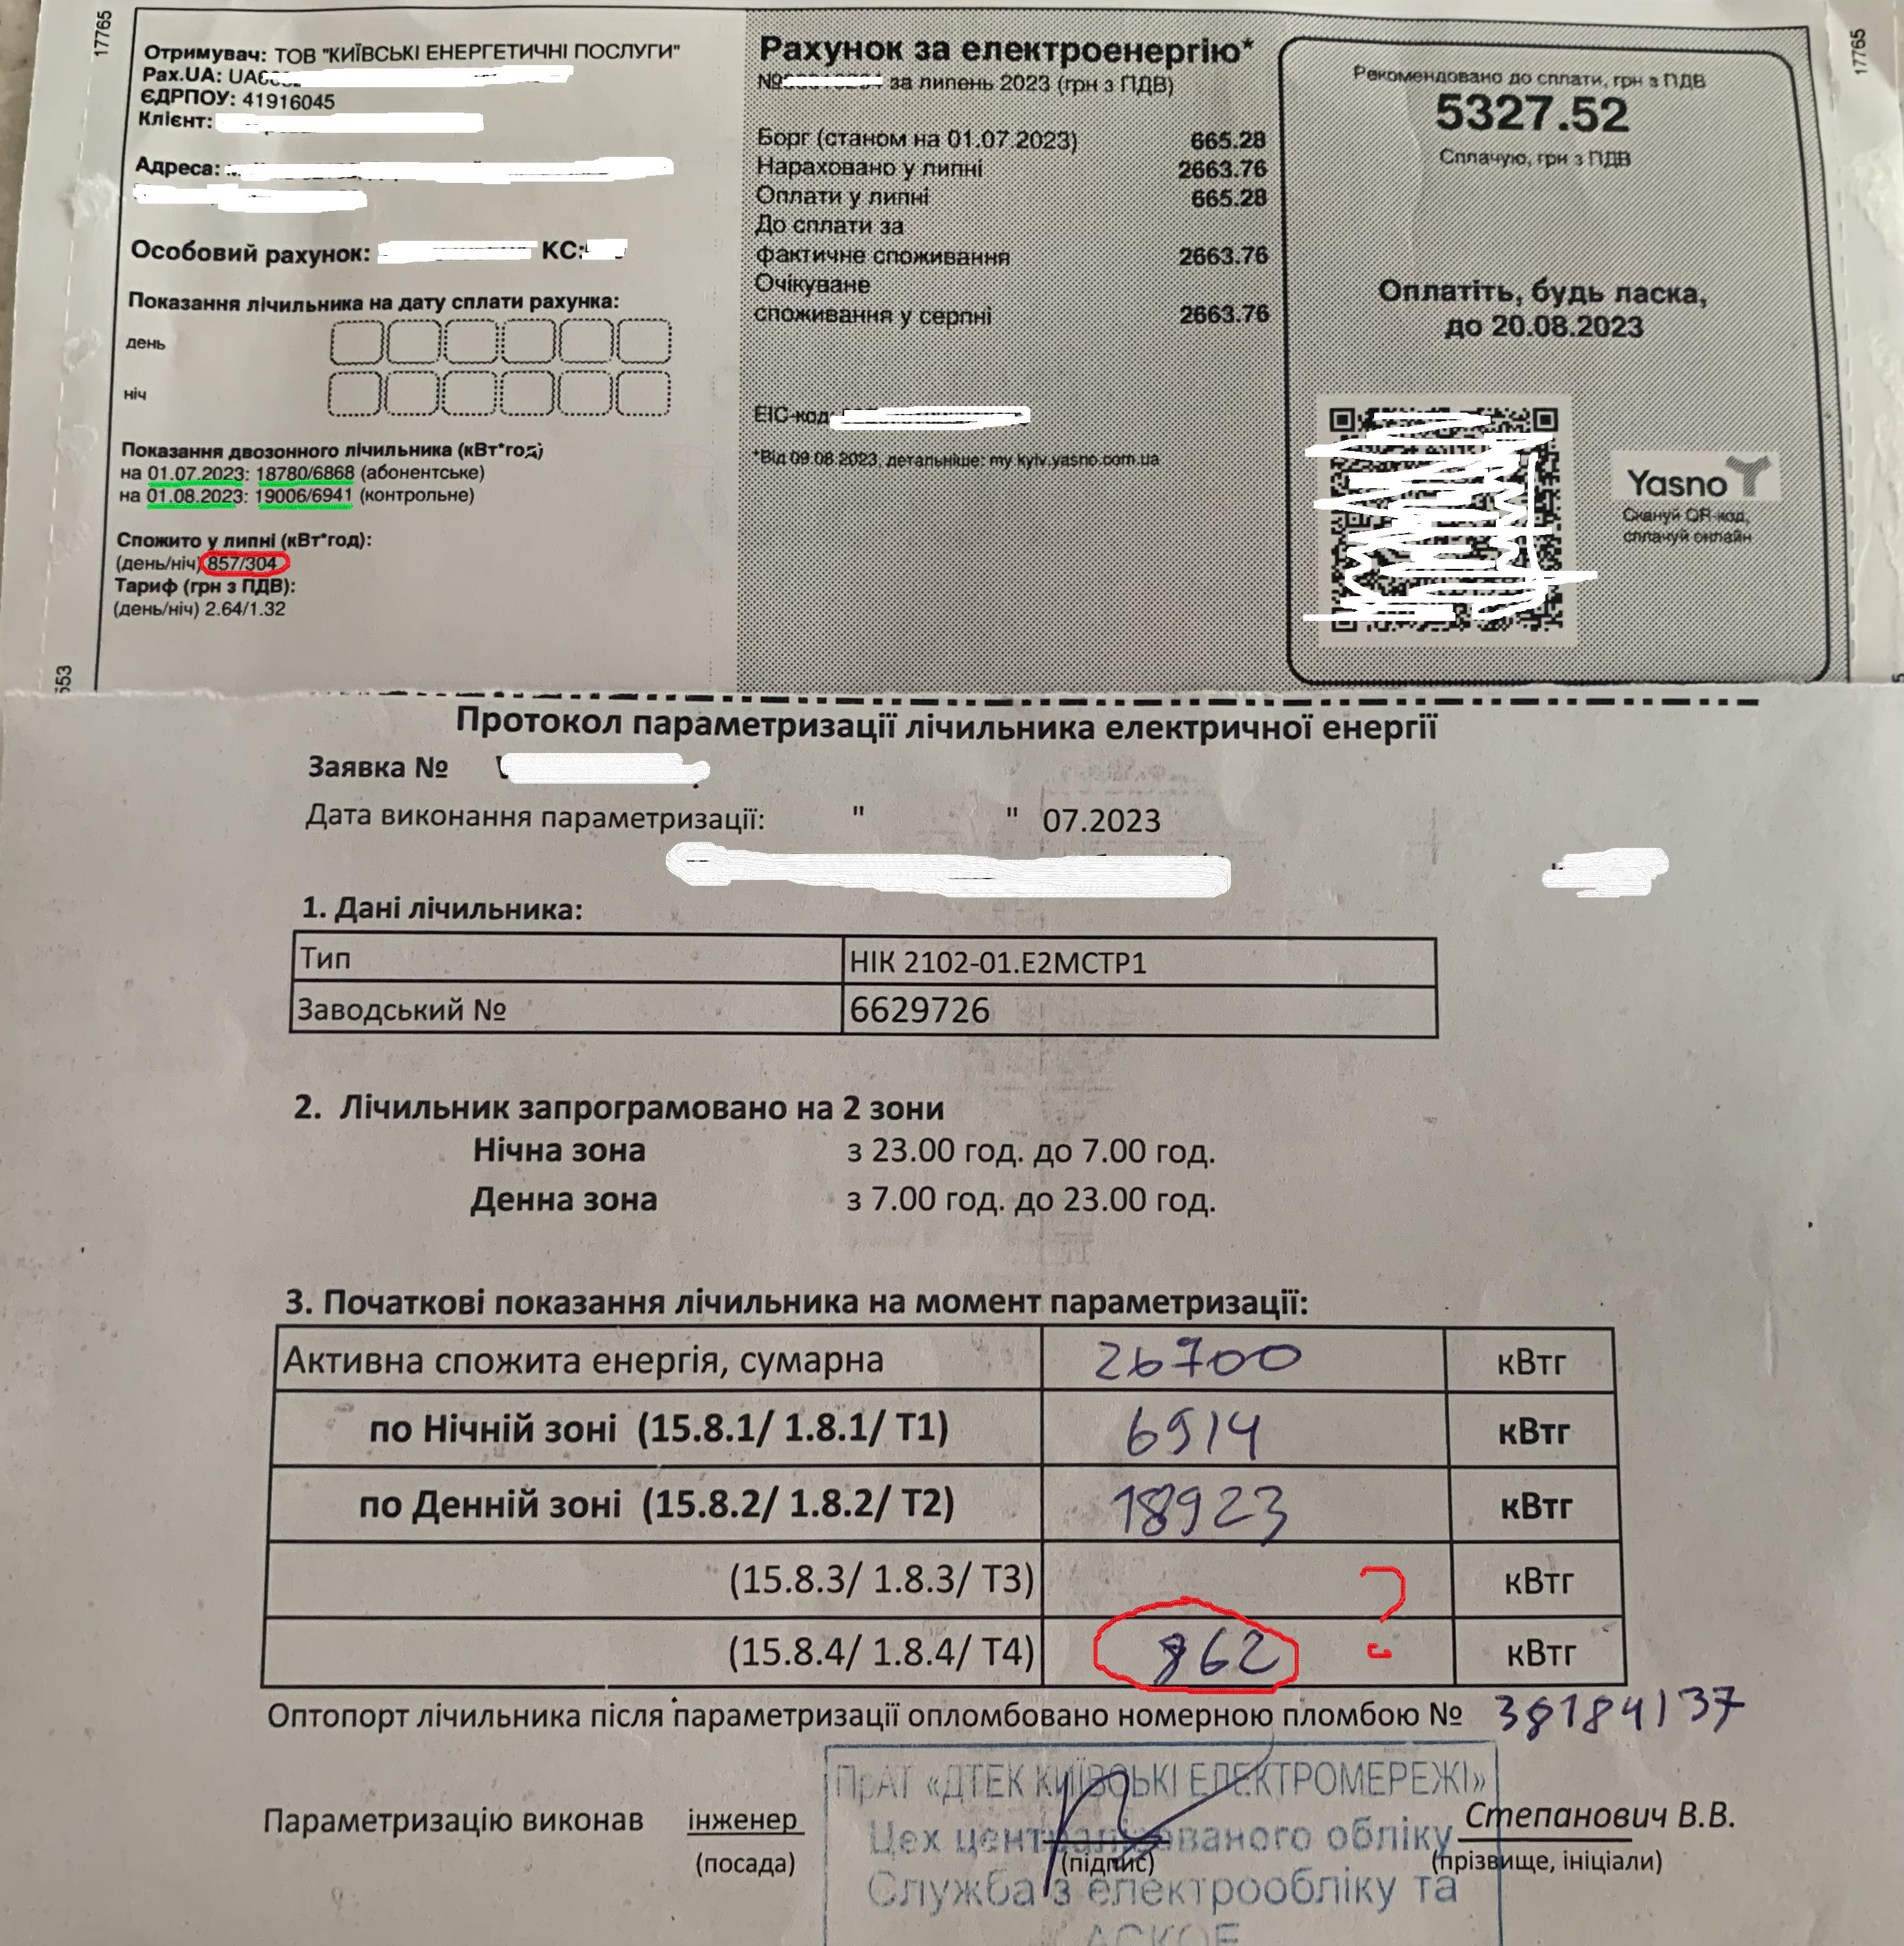 17765
Отримувач: ТОВ "КИЇВСЬКІ ЕНЕРГЕТИЧНІ ПОСЛУГИ"
Рах.UA:
ЄДРПОУ: 41916045
Клієнт:
Адреса:
Особовий рахунок: КС:
Показання лічильника на дату сплати рахунка:
день
ніч
Показання двозонного лічильника (кВт*год)
на 01.07.2023: 18780/6868 (абонентське)
на 01.08.2023: 19006/6941 (контрольне)
Спожито у липні (кВт*год):
(день/ніч) 857/304
Тариф (грн з ПДВ):
(день/ніч) 2.64/1.32
553
Рахунок за електроенергію*
№ за липень 2023 (грн з ПДВ)
Борг (станом на 01.07.2023) 665.28
Нараховано у липні 2663.76
Оплати у липні 665.28
До сплати за
фактичне споживання 2663.76
Очікуване
споживання у серпні 2663.76
ЕІС-код:
*Від 09.08.2023, детальніше: my.kyiv.yasno.com.ua
17765
Рекомендовано до сплати, грн з ПДВ
5327.52
Сплачую, грн з ПДВ
Оплатіть, будь ласка,
до 20.08.2023
Yasno
Скануй QR-код,
сплачуй онлайн
Протокол параметризації лічильника електричної енергії
Заявка №
Дата виконання параметризації: " " 07.2023
1. Дані лічильника:
Тип НІК 2102-01.Е2МСТР1
Заводський № 6629726
2. Лічильник запрограмовано на 2 зони
Нічна зона з 23.00 год. до 7.00 год.
Денна зона з 7.00 год. до 23.00 год.
3. Початкові показання лічильника на момент параметризації:
Активна спожита енергія, сумарна 26700 кВтг
по Нічній зоні (15.8.1/ 1.8.1/ Т1) 6914 кВтг
по Денній зоні (15.8.2/ 1.8.2/ Т2) 18923 кВтг
(15.8.3/ 1.8.3/ Т3) ? кВтг
(15.8.4/ 1.8.4/ Т4) 862 кВтг
Оптопорт лічильника після параметризації опломбовано номерною пломбою № 38184137
ПрАТ «ДТЕК КИЇВСЬКІ ЕЛЕКТРОМЕРЕЖІ»
Параметризацію виконав інженер Степанович В.В.
Цех централізованого обліку
(посада) (підпис) (прізвище, ініціали)
Служба з електрообліку та
АСКОЕ